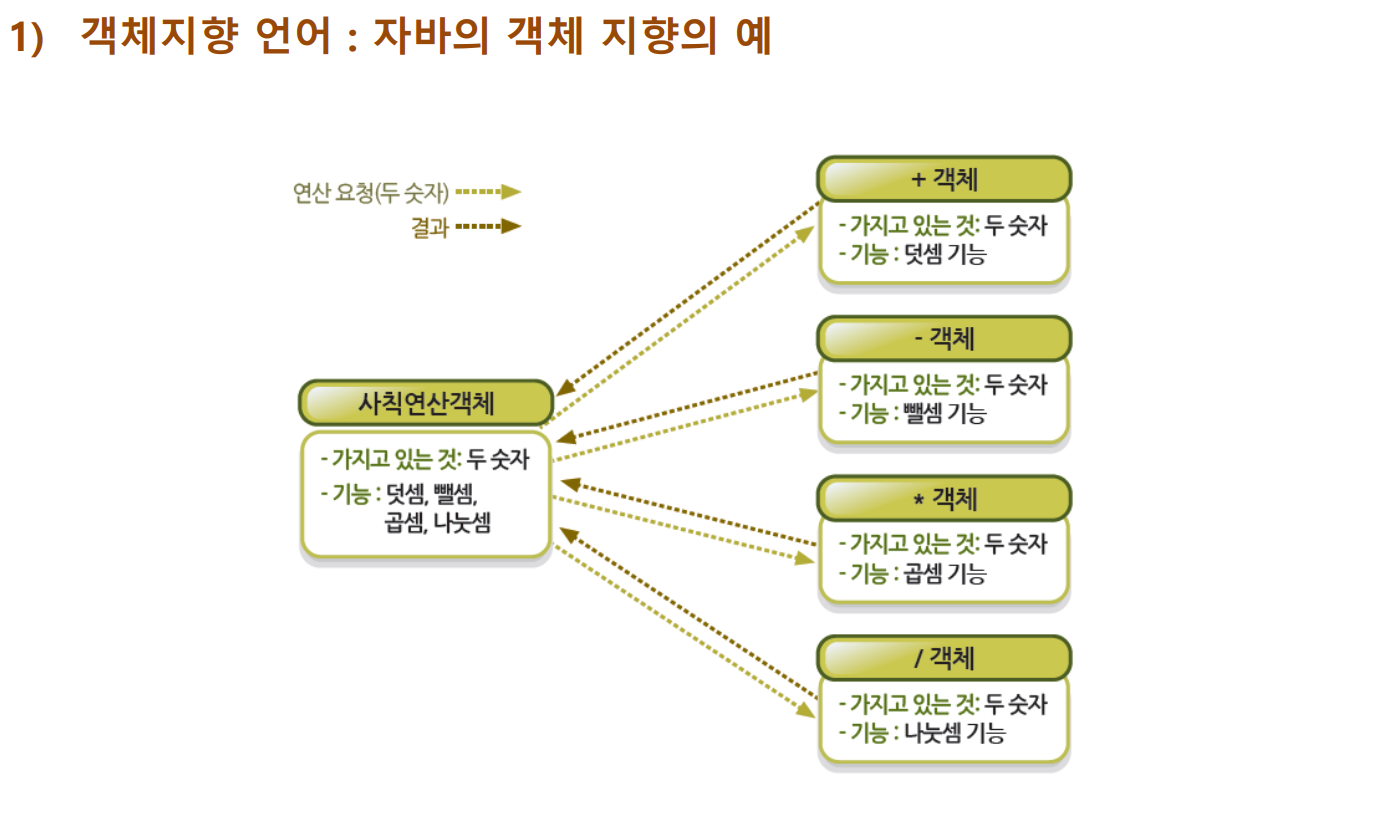 1) 객체지향 언어 : 자바의 객체 지향의 예
연산 요청(두 숫자)
결과
사칙연산객체
- 가지고 있는 것: 두 숫자
- 기능 : 덧셈, 뺄셈,
곱셈, 나눗셈
+ 객체
- 가지고 있는 것: 두 숫자
- 기능 : 덧셈 기능
- 객체
- 가지고 있는 것: 두 숫자
- 기능 : 뺄셈 기능
* 객체
- 가지고 있는 것: 두 숫자
- 기능 : 곱셈 기능
/ 객체
- 가지고 있는 것: 두 숫자
- 기능 : 나눗셈 기능